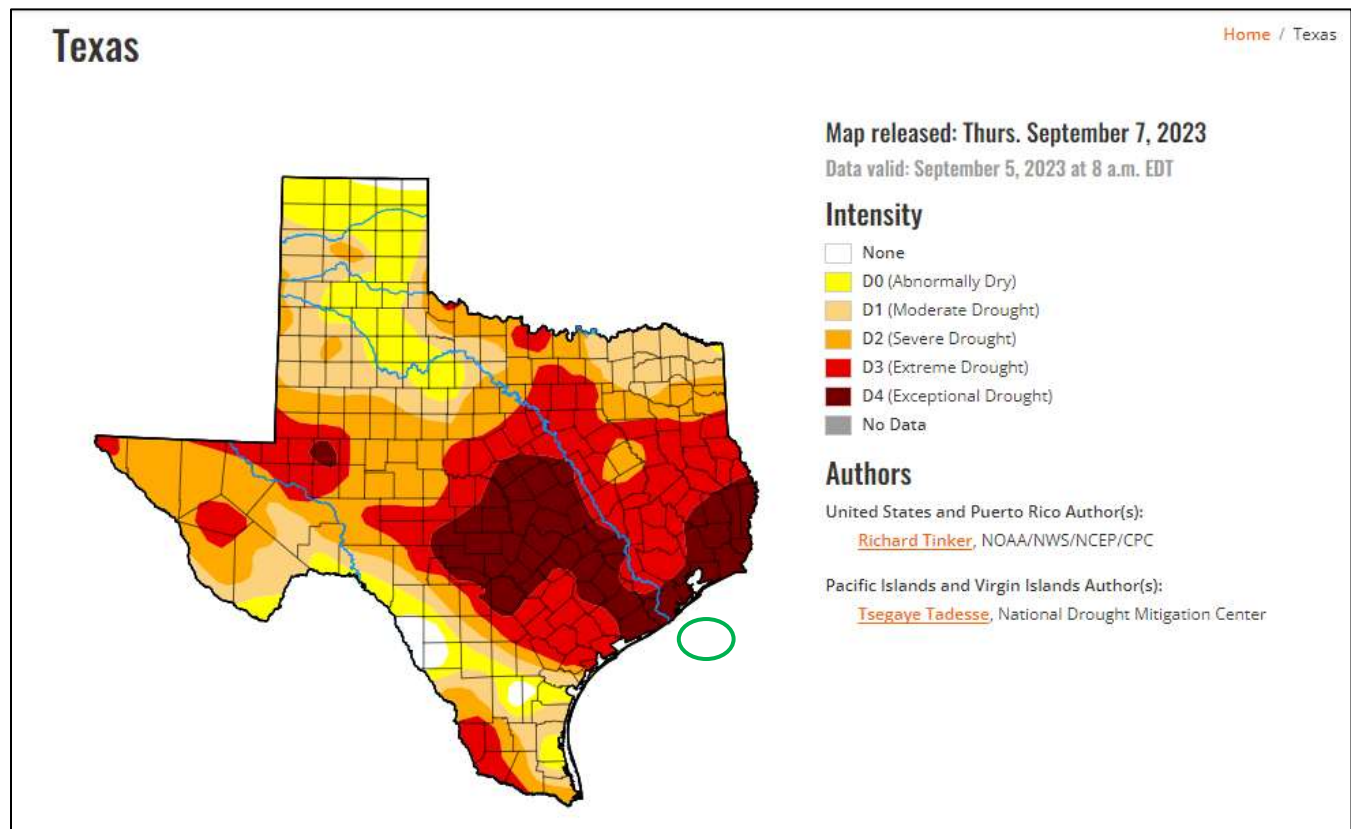 Texas
Home / Texas
Map released: Thurs. September 7, 2023
Data valid: September 5, 2023 at 8 a.m. EDT
Intensity
None
D0 (Abnormally Dry)
D1 (Moderate Drought)
D2 (Severe Drought)
D3 (Extreme Drought)
D4 (Exceptional Drought)
No Data
Authors
United States and Puerto Rico Author(s):
Richard Tinker, NOAA/NWS/NCEP/CPC
Pacific Islands and Virgin Islands Author(s):
Tsegaye Tadesse, National Drought Mitigation Center